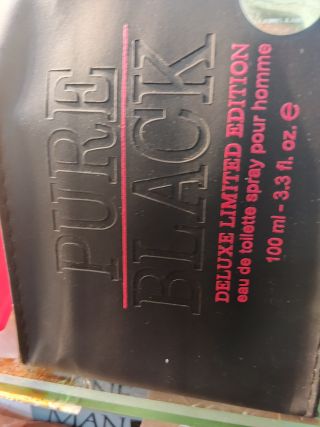 PURE
BLACK
DELUXE LIMITED EDITION
eau de toilette spray pour homme
100 ml - 3.3 fl. oz. ℮
MAN